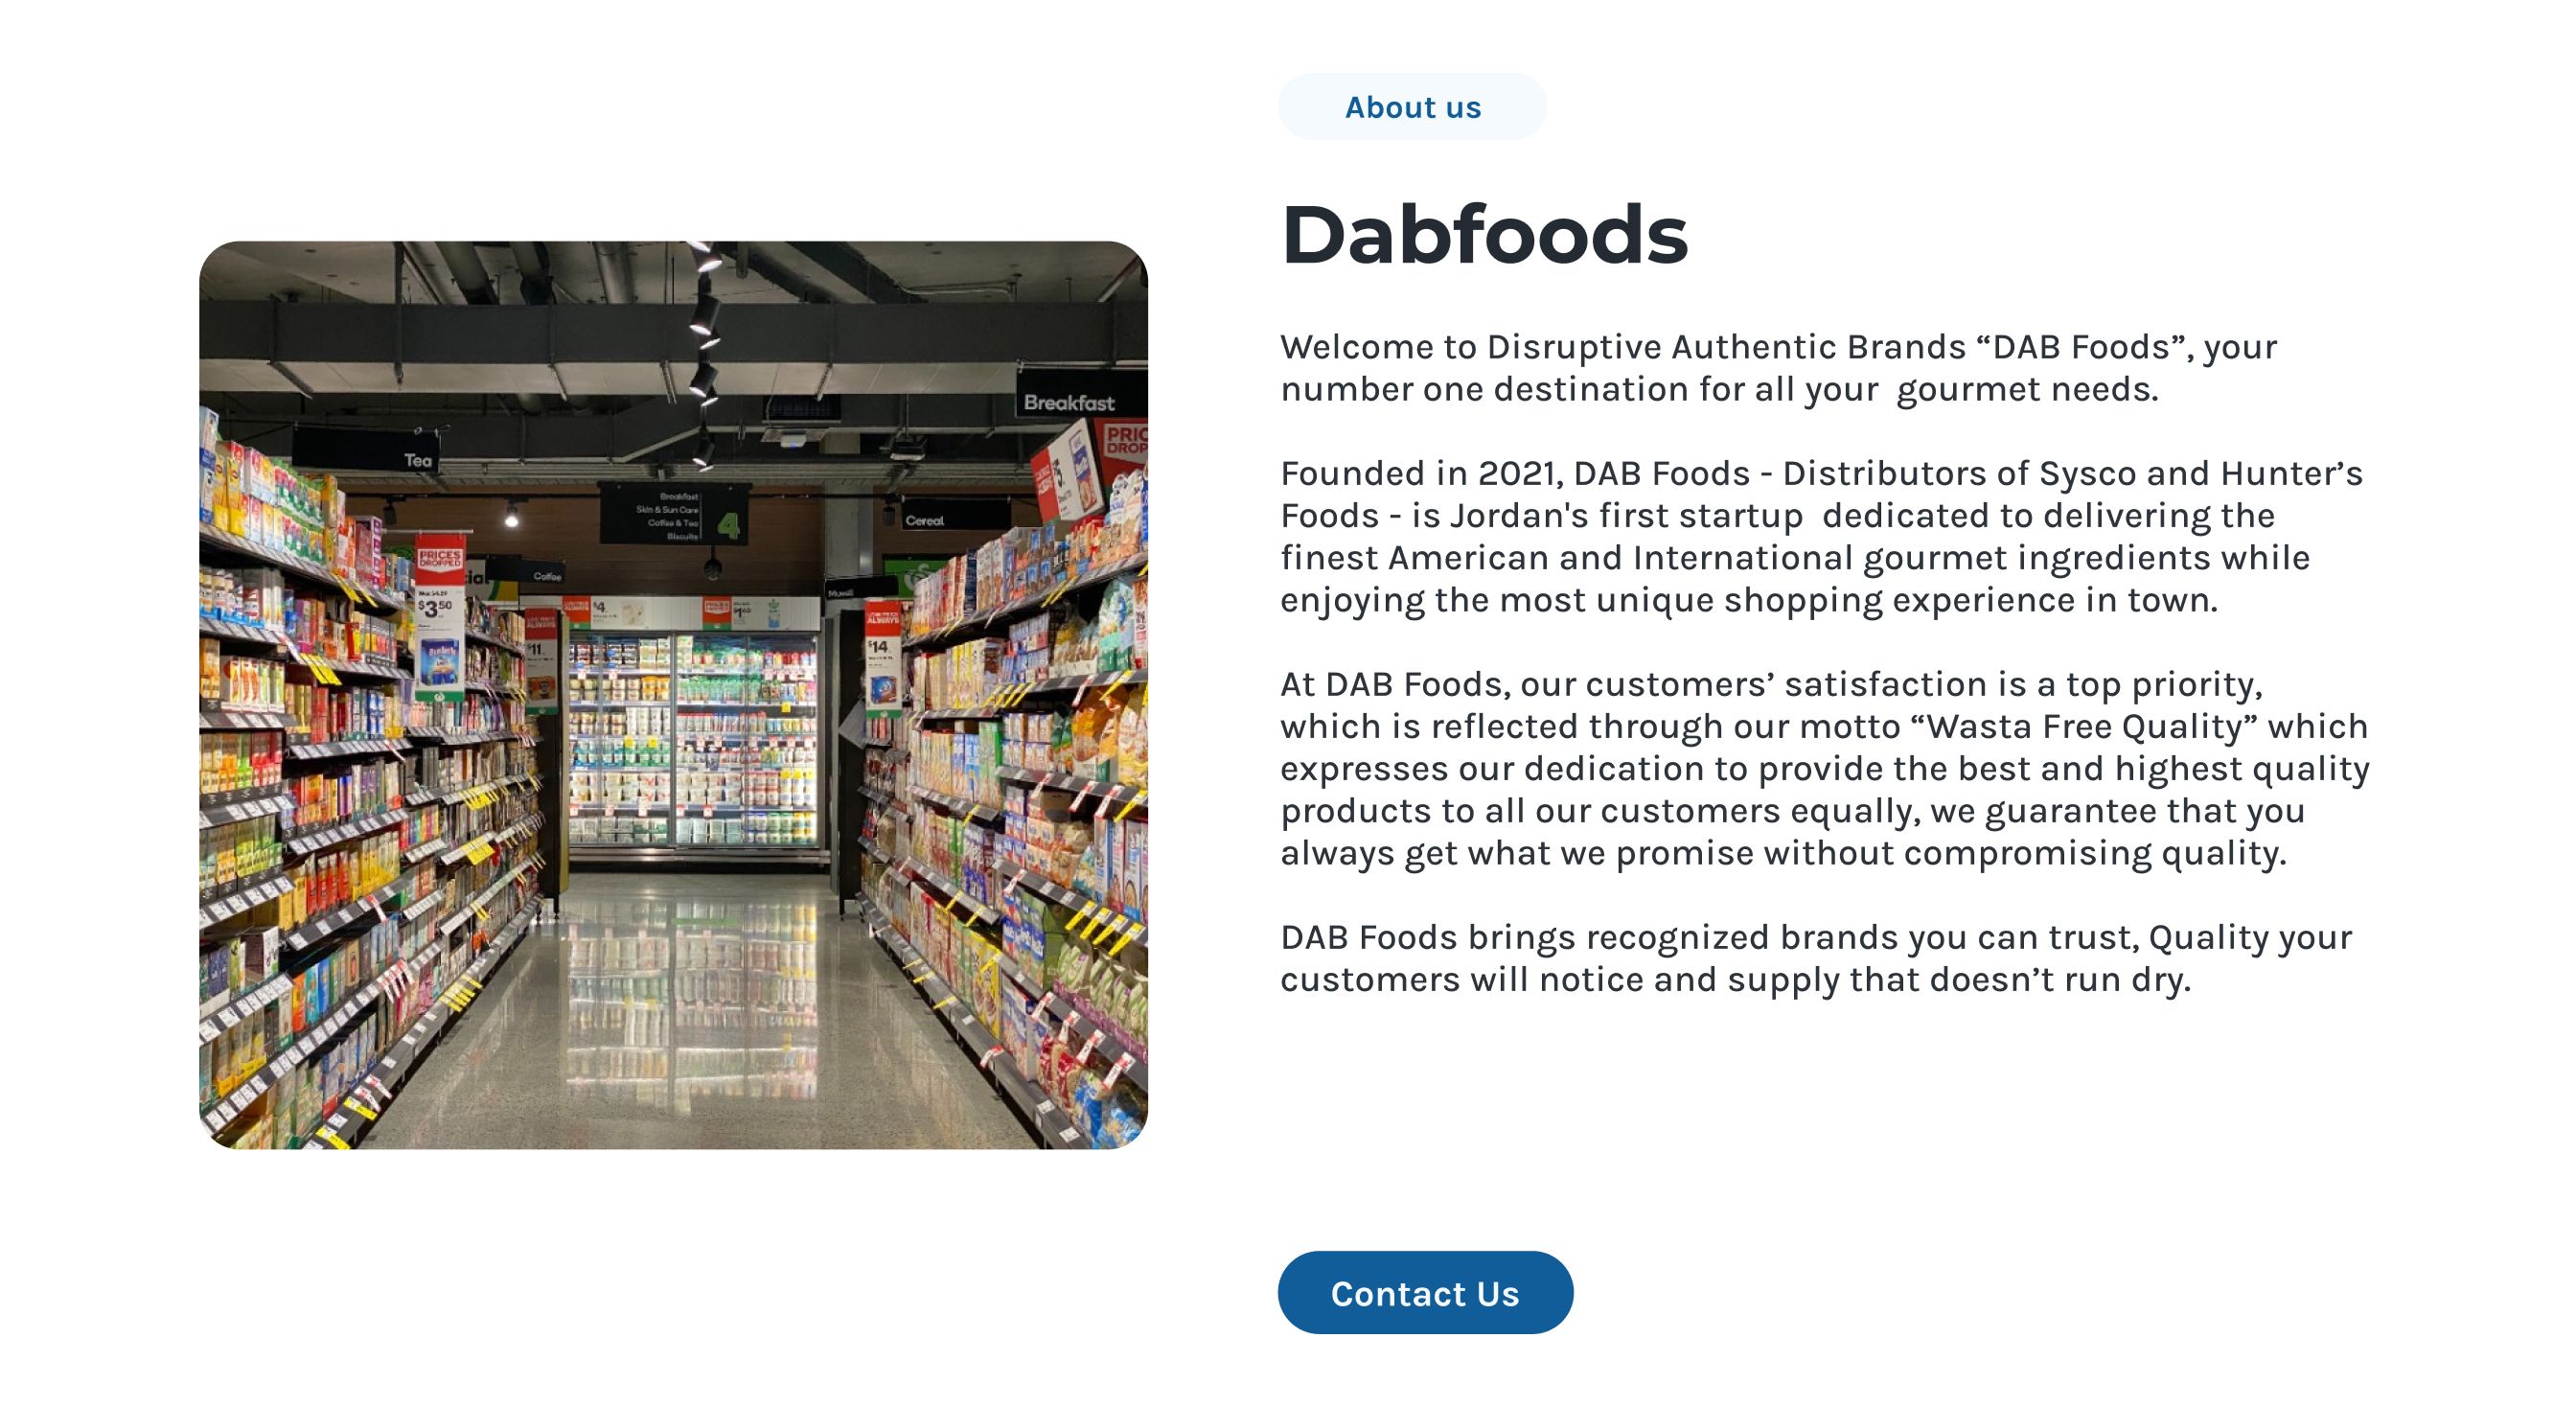 About us
Dabfoods
Welcome to Disruptive Authentic Brands “DAB Foods”, your
number one destination for all your  gourmet needs.
Founded in 2021, DAB Foods - Distributors of Sysco and Hunter’s
Foods - is Jordan's first startup  dedicated to delivering the
finest American and International gourmet ingredients while
enjoying the most unique shopping experience in town.
At DAB Foods, our customers’ satisfaction is a top priority,
which is reflected through our motto “Wasta Free Quality” which
expresses our dedication to provide the best and highest quality
products to all our customers equally, we guarantee that you
always get what we promise without compromising quality.
DAB Foods brings recognized brands you can trust, Quality your
customers will notice and supply that doesn’t run dry.
Contact Us
Breakfast
PRIC
DROP
Tea
Breakfast
Skin & Sun Care
Coffee & Tea
Biscuits
4
Cereal
PRICES
DROPPED
$3.50
Coffee
Muesli
$4
ALWAYS
$11
ALWAYS
$14